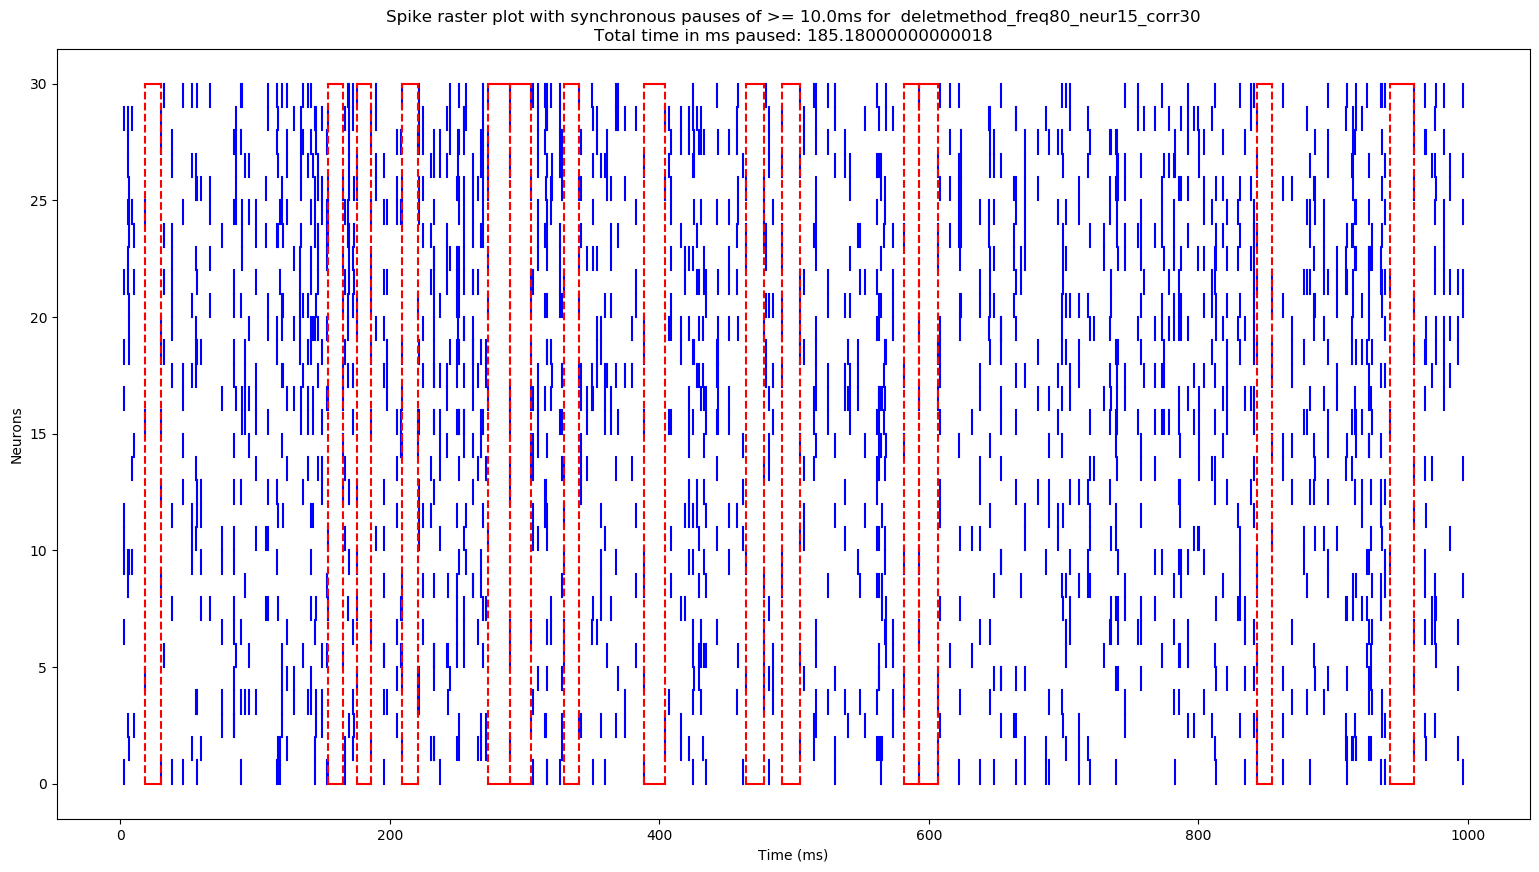 Spike raster plot with synchronous pauses of >= 10.0ms for  deletmethod_freq80_neur15_corr30
Total time in ms paused: 185.18000000000018
30
25
20
15
10
5
0
Neurons
0 200 400 600 800 1000
Time (ms)